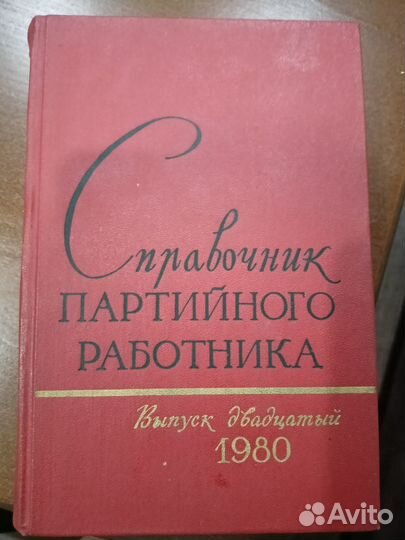 Справочник
ПАРТИЙНОГО
РАБОТНИКА
Выпуск двадцатый
1980
Avito